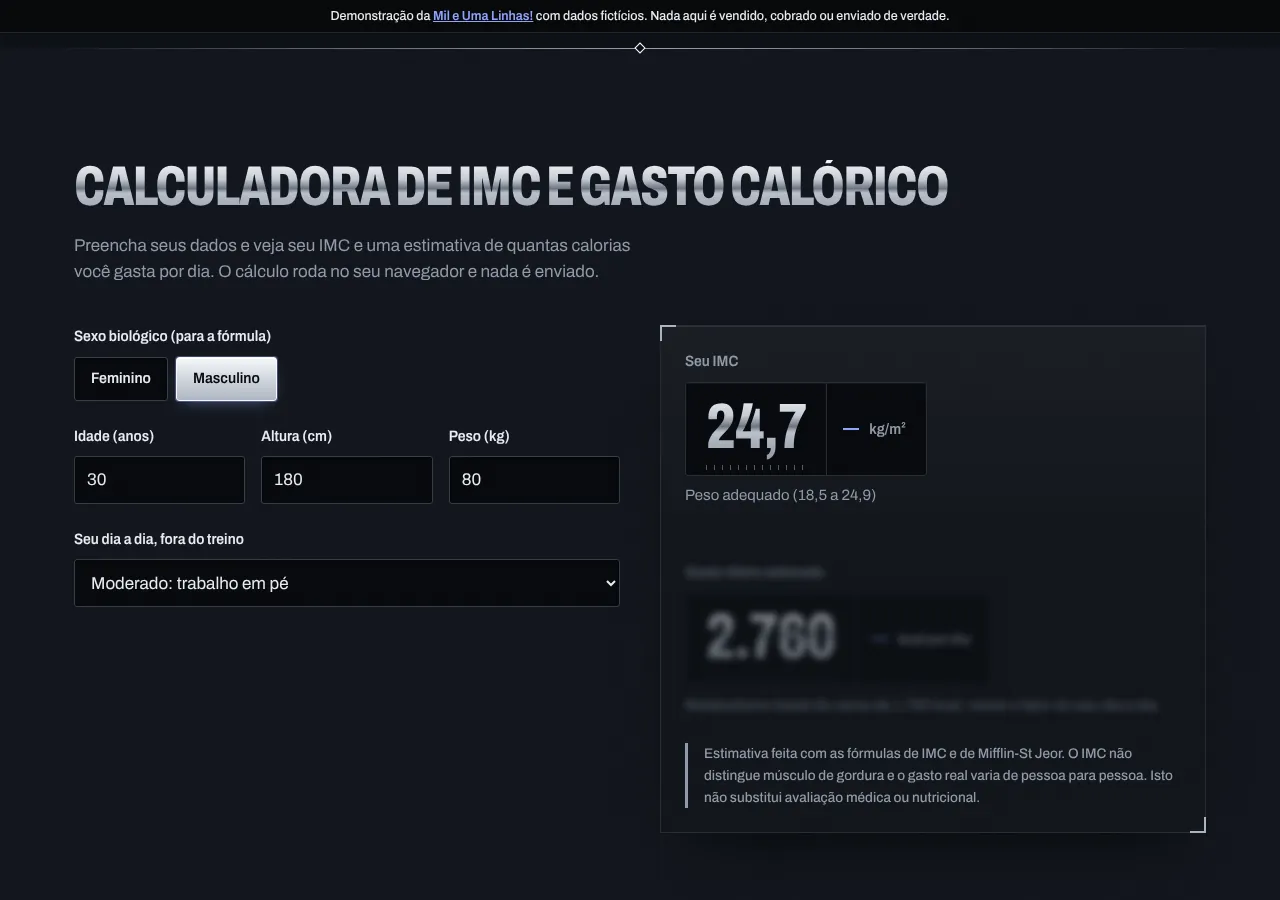 Demonstração da Mil e Uma Linhas! com dados fictícios. Nada aqui é vendido, cobrado ou enviado de verdade.
CALCULADORA DE IMC E GASTO CALÓRICO
Preencha seus dados e veja seu IMC e uma estimativa de quantas calorias
você gasta por dia. O cálculo roda no seu navegador e nada é enviado.
Sexo biológico (para a fórmula)
Feminino
Masculino
Idade (anos)
Altura (cm)
Peso (kg)
30
180
80
Seu dia a dia, fora do treino
Moderado: trabalho em pé
Seu IMC
24,7
kg/m²
Peso adequado (18,5 a 24,9)
2.760
Estimativa feita com as fórmulas de IMC e de Mifflin-St Jeor. O IMC não
distingue músculo de gordura e o gasto real varia de pessoa para pessoa. Isto
não substitui avaliação médica ou nutricional.